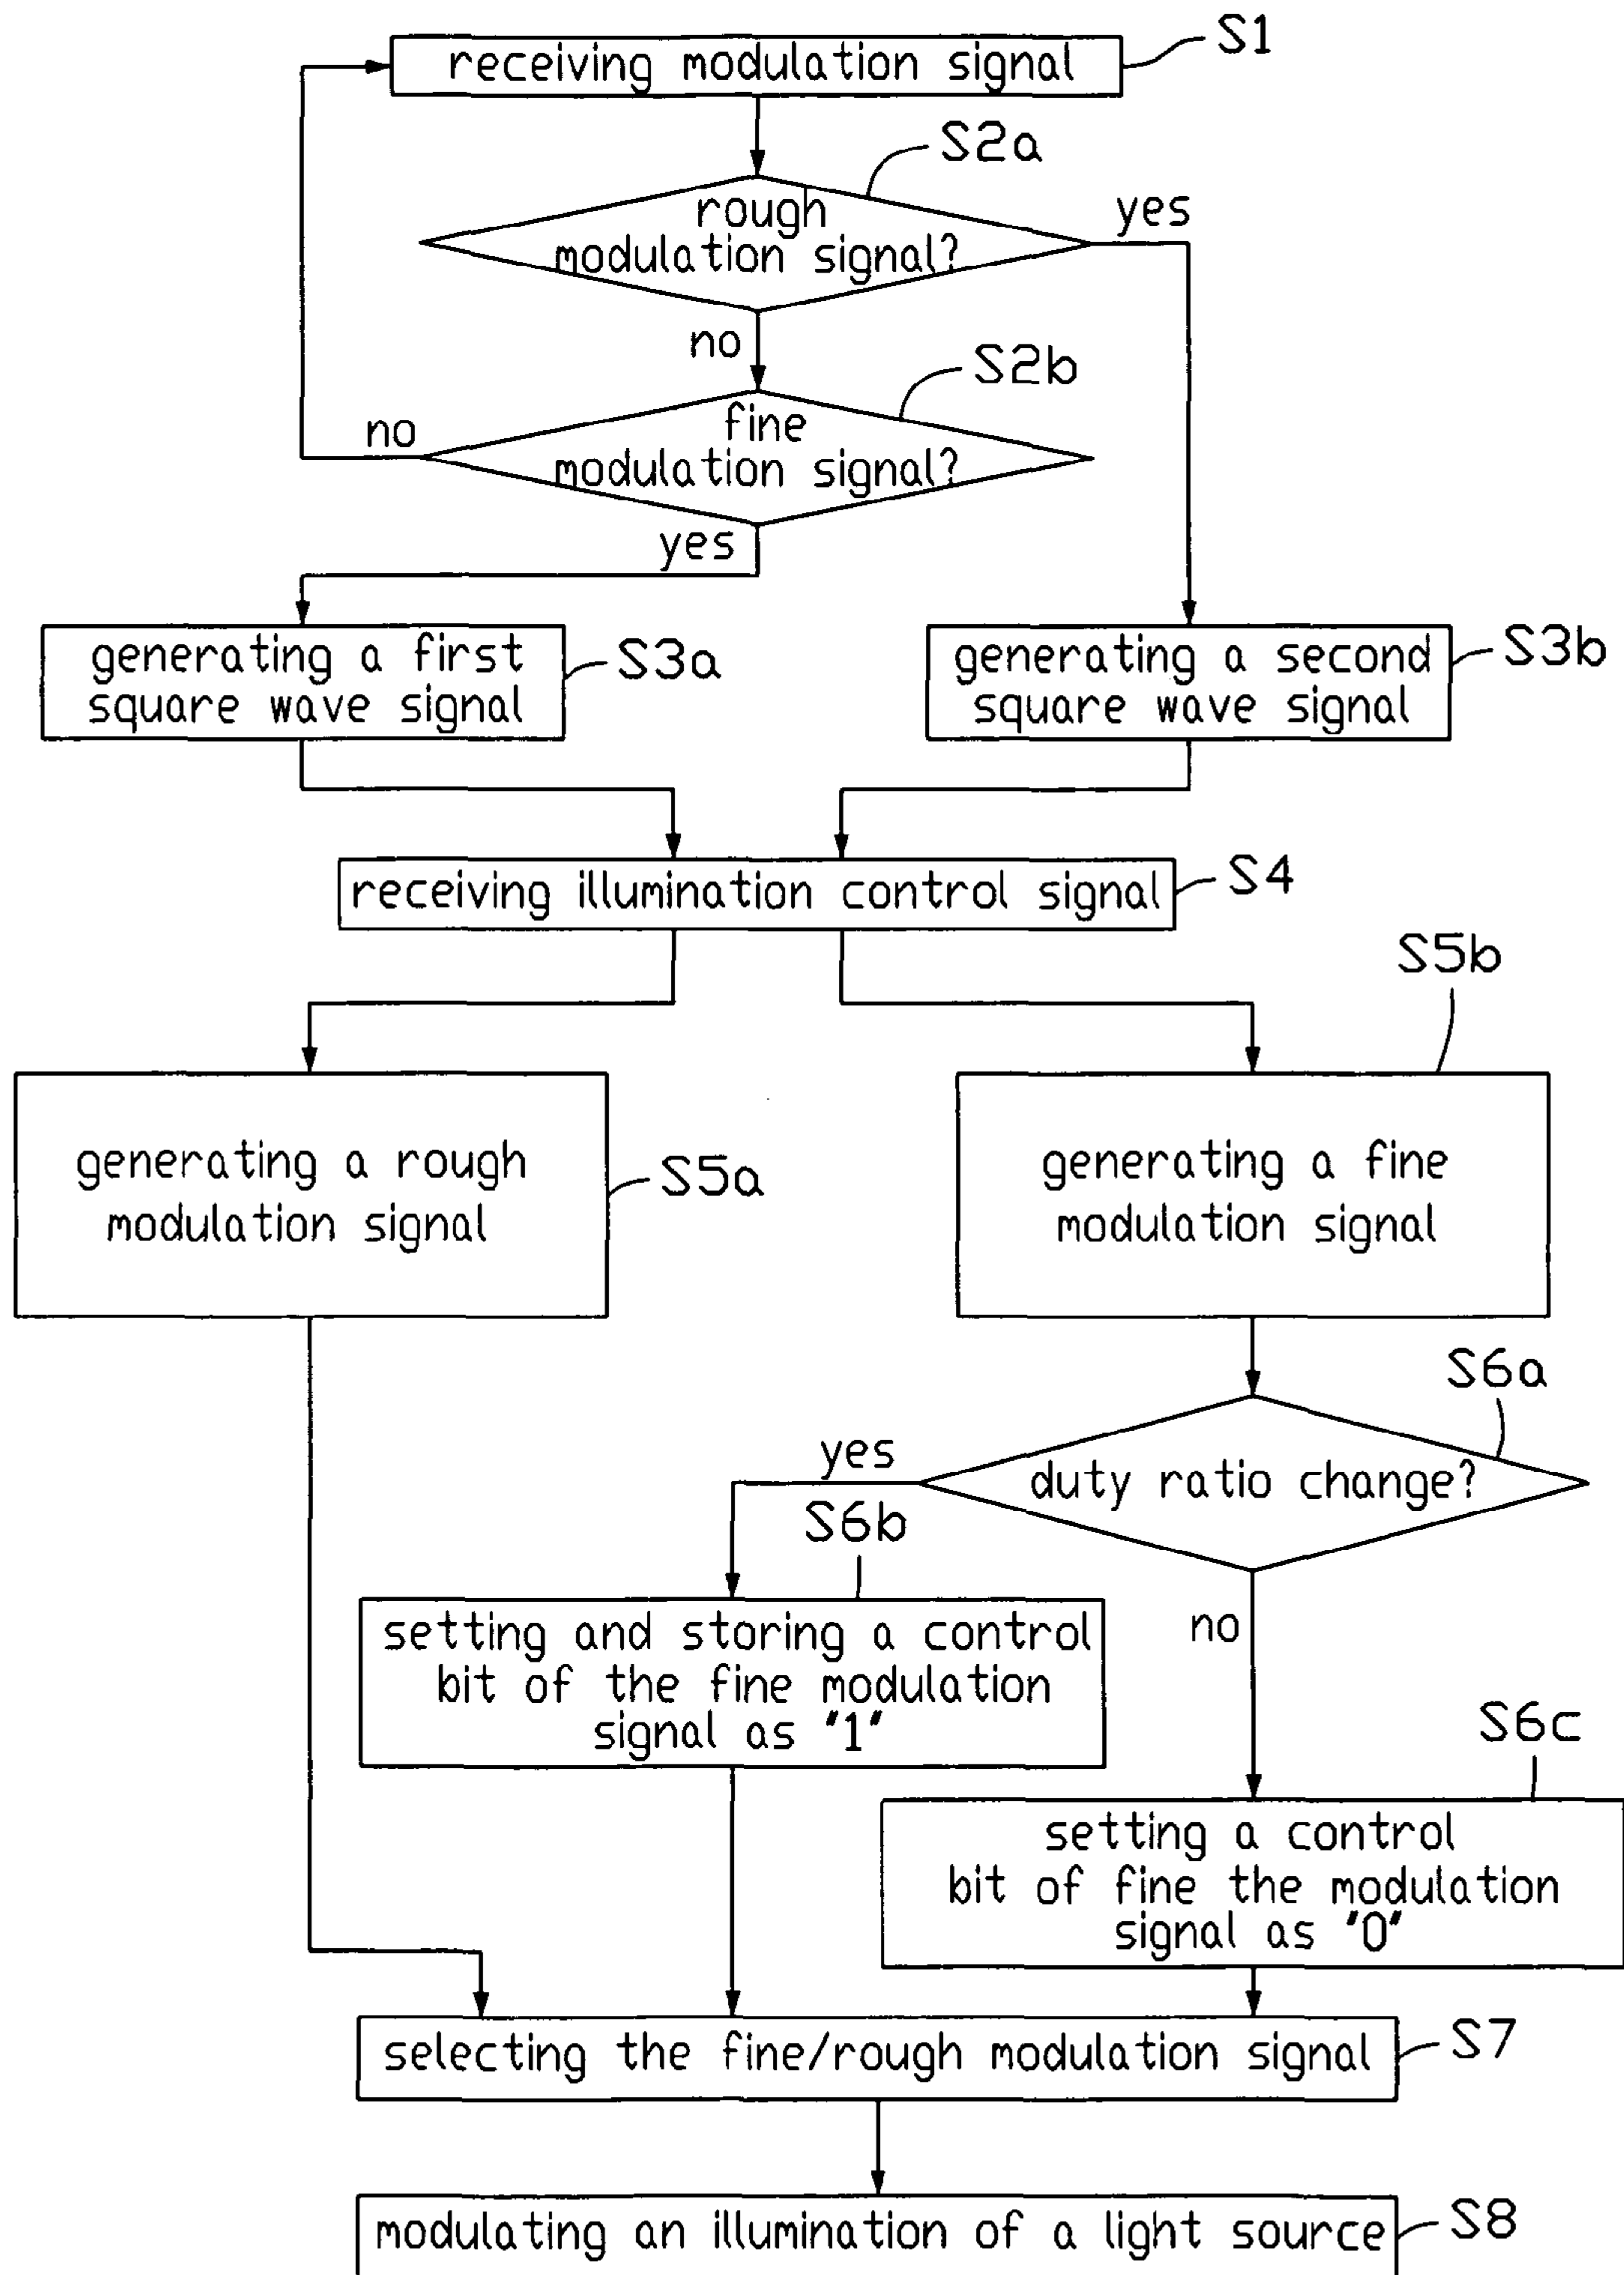 S1
receiving modulation signal
S2a
rough
modulation signal?
yes
no
S2b
fine
modulation signal?
no
yes
generating a first
square wave signal
S3a
generating a second
square wave signal
S3b
receiving illumination control signal
S4
S5b
generating a rough
modulation signal
S5a
generating a fine
modulation signal
S6a
duty ratio change?
yes
S6b
setting and storing a control
bit of the fine modulation
signal as "1"
no
S6c
setting a control
bit of fine the modulation
signal as "0"
selecting the fine/rough modulation signal
S7
modulating an illumination of a light source
S8